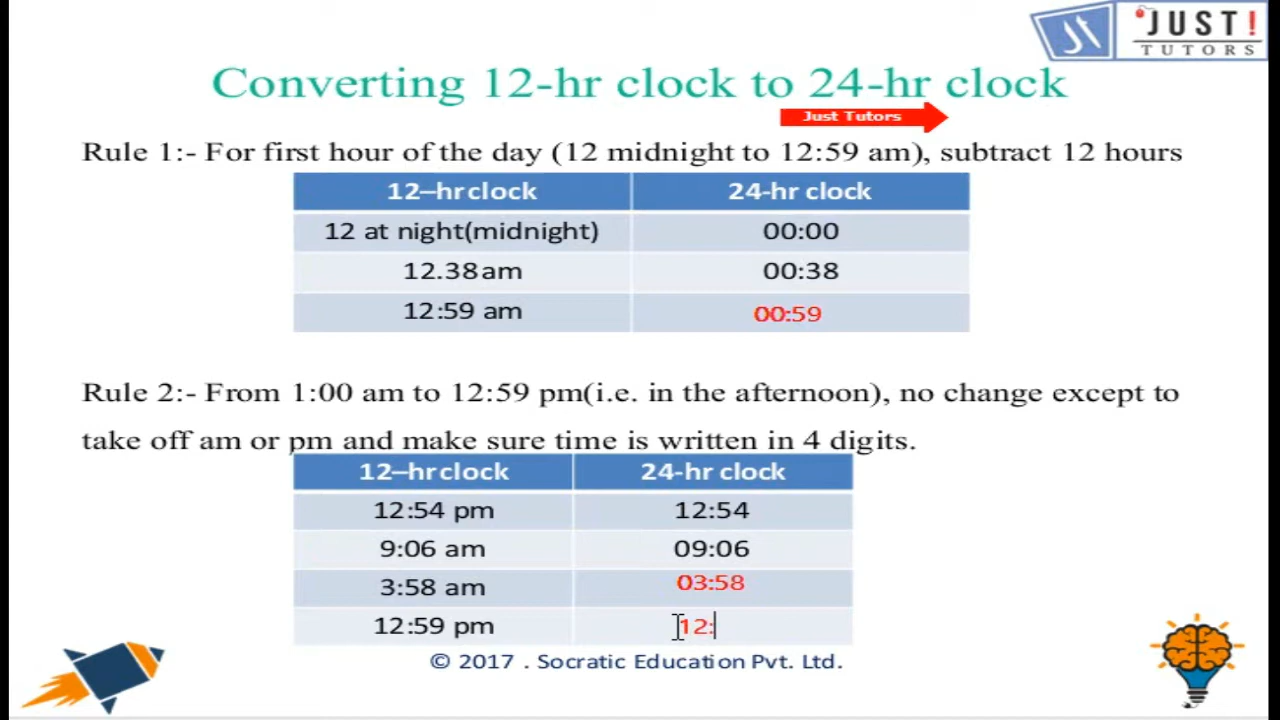 JUST!
TUTORS
Converting 12-hr clock to 24-hr clock
Just Tutors
Rule 1:- For first hour of the day (12 midnight to 12:59 am), subtract 12 hours
12–hr clock 24-hr clock
12 at night(midnight) 00:00
12.38am 00:38
12:59 am 00:59
Rule 2:- From 1:00 am to 12:59 pm(i.e. in the afternoon), no change except to
take off am or pm and make sure time is written in 4 digits.
12–hr clock 24-hr clock
12:54 pm 12:54
9:06 am 09:06
3:58 am 03:58
12:59 pm 12:
© 2017 . Socratic Education Pvt. Ltd.